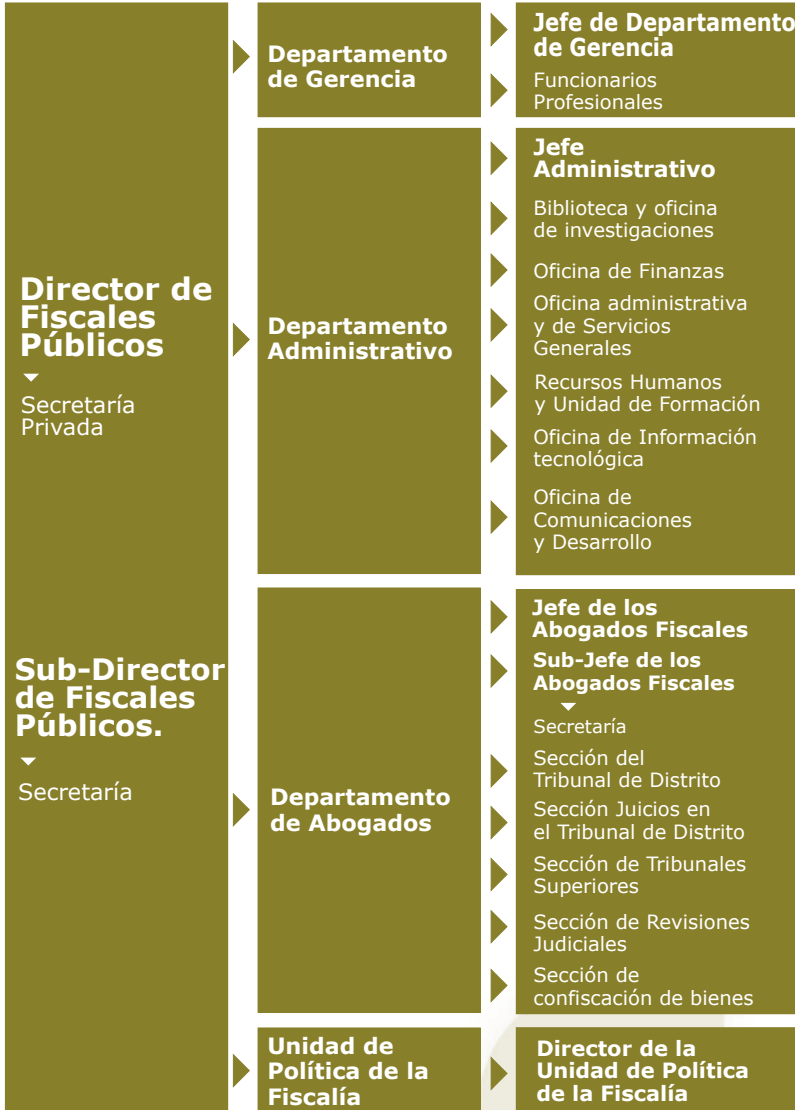 Director de
Fiscales
Públicos
Secretaría
Privada
Sub-Director
de Fiscales
Públicos.
Secretaría
Departamento
de Gerencia
Jefe de Departamento
de Gerencia
Funcionarios
Profesionales
Departamento
Administrativo
Jefe
Administrativo
Biblioteca y oficina
de investigaciones
Oficina de Finanzas
Oficina administrativa
y de Servicios
Generales
Recursos Humanos
y Unidad de Formación
Oficina de Información
tecnológica
Oficina de
Comunicaciones
y Desarrollo
Departamento
de Abogados
Jefe de los
Abogados Fiscales
Sub-Jefe de los
Abogados Fiscales
Secretaría
Sección del
Tribunal de Distrito
Sección Juicios en
el Tribunal de Distrito
Sección de Tribunales
Superiores
Sección de Revisiones
Judiciales
Sección de
confiscación de bienes
Unidad de
Política de la
Fiscalía
Director de la
Unidad de Política
de la Fiscalía